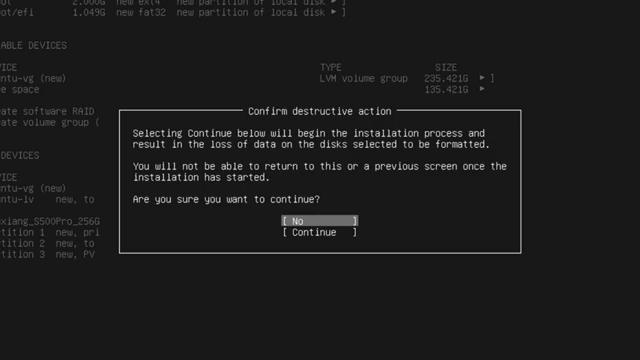 2.000G new ext4 new partition of local disk ▶ ]
ot/efi 1.049G new fat32 new partition of local disk ▶ ]
ABLE DEVICES
TYPE SIZE
ntu-vg (new) LVM volume group 235.421G ▶ ]
ee space 135.421G ▶
eate software RAID
eate volume group (
DEVICES
ntu-vg (new)
ntu-lv new, to
xiang_S500Pro_256G
tition 1 new, pri
tition 2 new, to
tition 3 new, PV
Confirm destructive action
Selecting Continue below will begin the installation process and
result in the loss of data on the disks selected to be formatted.
You will not be able to return to this or a previous screen once the
installation has started.
Are you sure you want to continue?
[ No ]
[ Continue ]